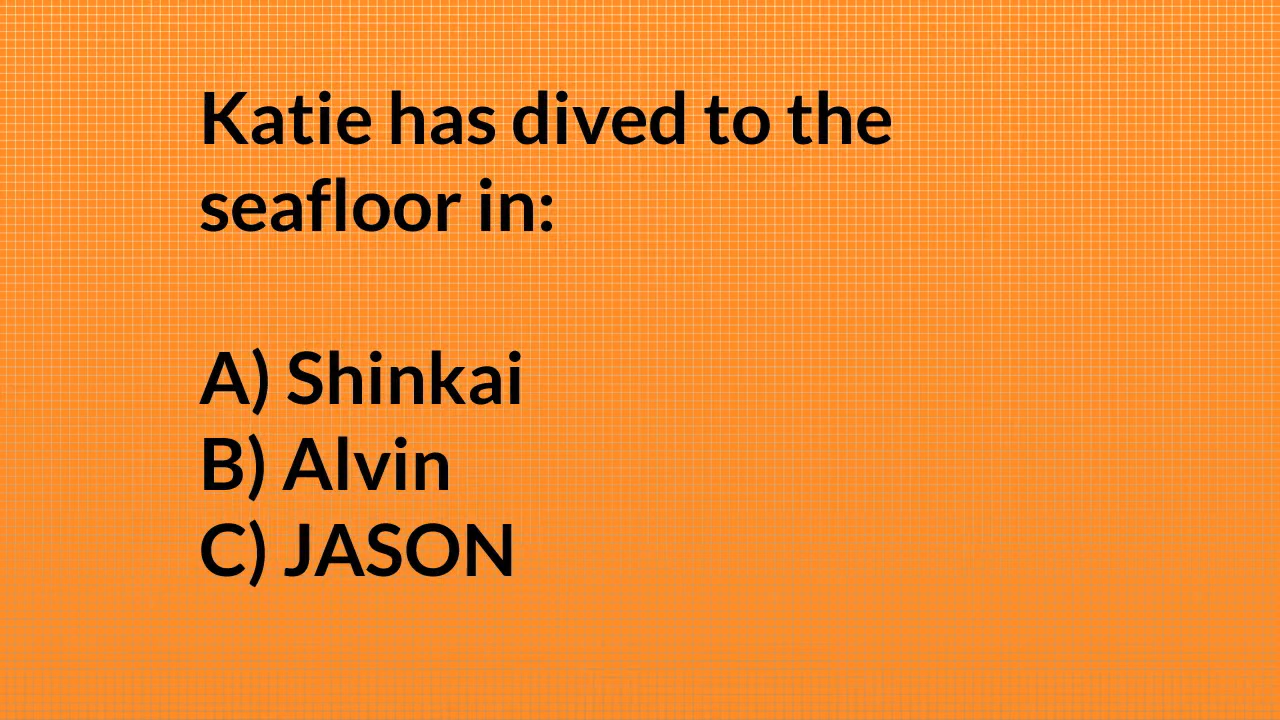 Katie has dived to the
seafloor in:
A) Shinkai
B) Alvin
C) JASON